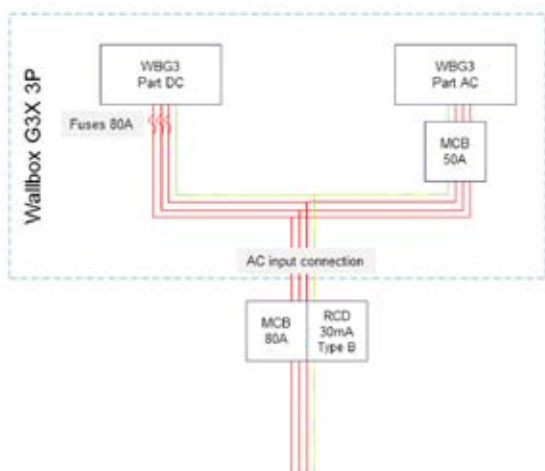 Wallbox G3X 3P
WBG3
Part DC
WBG3
Part AC
Fuses 80A
MCB
50A
AC input connection
MCB
80A
RCD
30mA
Type B